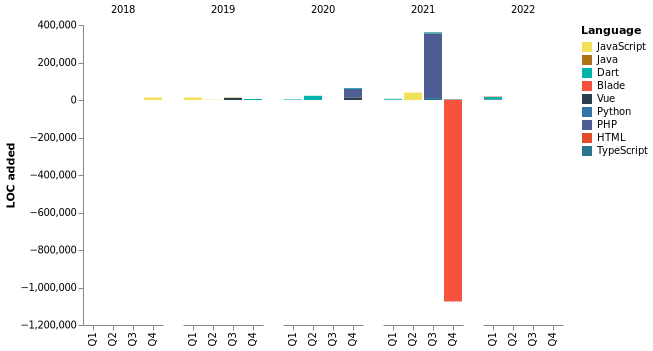 2018 2019 2020 2021 2022
Language
JavaScript
Java
Dart
Blade
Vue
Python
PHP
HTML
TypeScript
LOC added
400,000
200,000
0
−200,000
−400,000
−600,000
−800,000
−1,000,000
−1,200,000
Q1 Q2 Q3 Q4 Q1 Q2 Q3 Q4 Q1 Q2 Q3 Q4 Q1 Q2 Q3 Q4 Q1 Q2 Q3 Q4